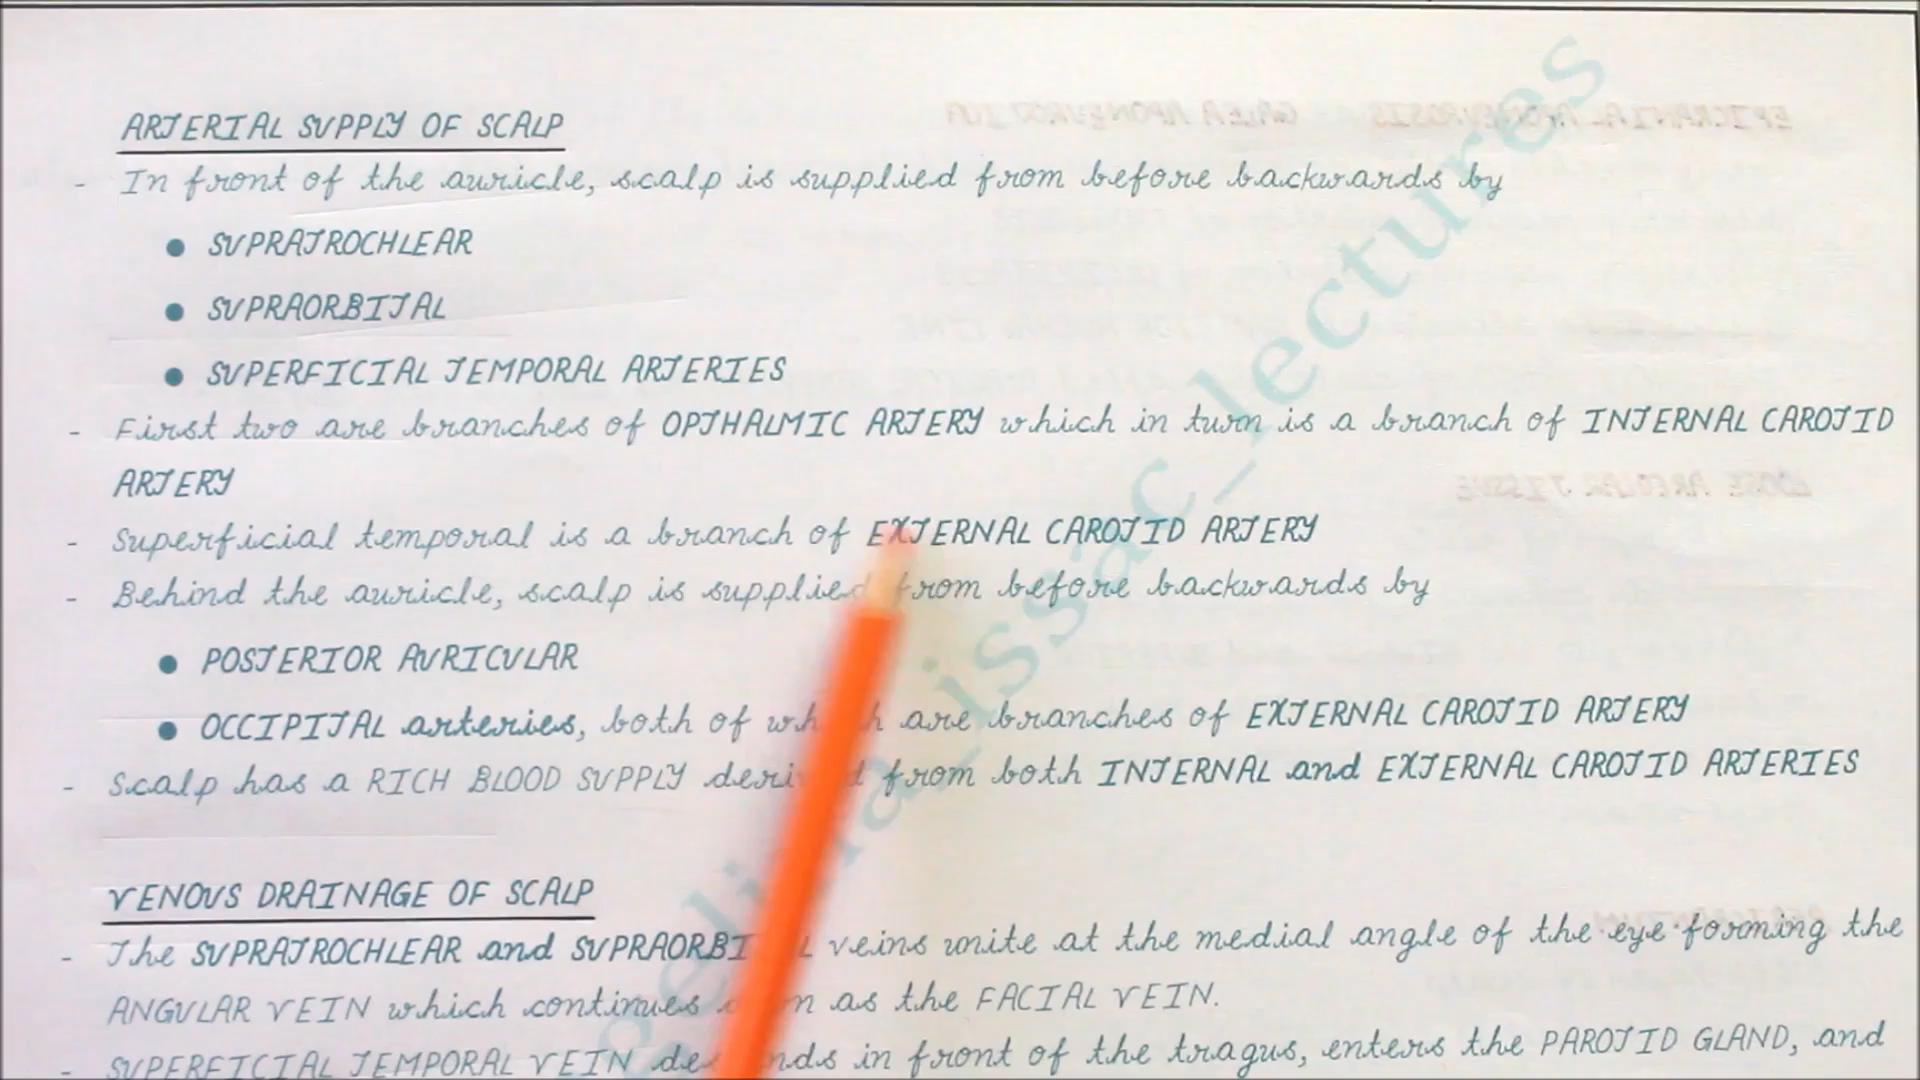 ARTERIAL SUPPLY OF SCALP
- In front of the auricle, scalp is supplied from before backwards by
• SUPRATROCHLEAR
• SUPRAORBITAL
• SUPERFICIAL TEMPORAL ARTERIES
- First two are branches of OPTHALMIC ARTERY which in turn is a branch of INTERNAL CAROTID
ARTERY
- Superficial temporal is a branch of EXTERNAL CAROTID ARTERY
- Behind the auricle, scalp is supplied from before backwards by
• POSTERIOR AURICULAR
• OCCIPITAL arteries, both of which are branches of EXTERNAL CAROTID ARTERY
- Scalp has a RICH BLOOD SUPPLY derived from both INTERNAL and EXTERNAL CAROTID ARTERIES
VENOUS DRAINAGE OF SCALP
- The SUPRATROCHLEAR and SUPRAORBITAL veins unite at the medial angle of the eye forming the
ANGULAR VEIN which continues down as the FACIAL VEIN.
- SUPERFICIAL TEMPORAL VEIN descends in front of the tragus, enters the PAROTID GLAND, and
issac_lectures